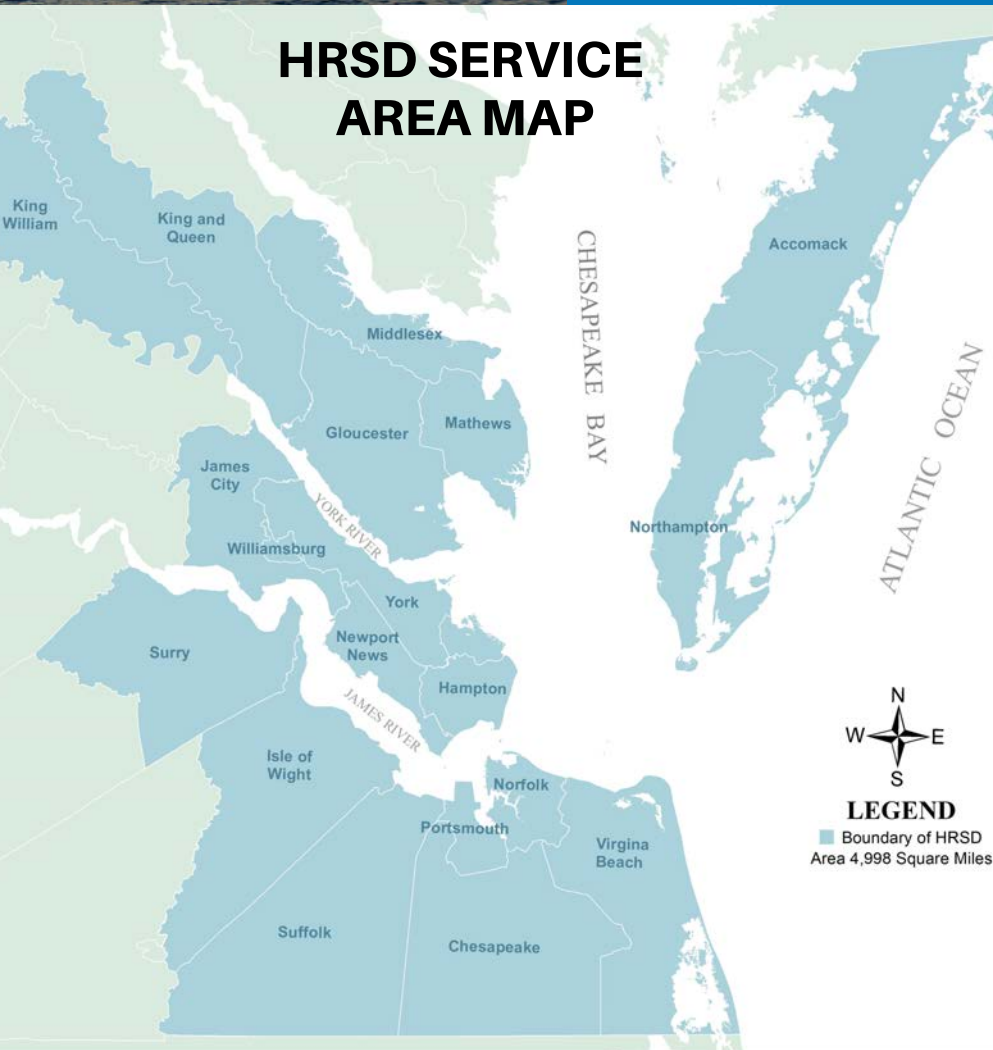 HRSD SERVICE
AREA MAP
King
William
King and
Queen
Accomack
CHESAPEAKE BAY
Middlesex
ATLANTIC OCEAN
Gloucester
Mathews
James
City
YORK RIVER
Northampton
Williamsburg
York
Surry
Newport
News
Hampton
JAMES RIVER
N
W
E
S
Isle of
Wight
Norfolk
Portsmouth
Virgina
Beach
LEGEND
Boundary of HRSD
Area 4,998 Square Miles
Suffolk
Chesapeake